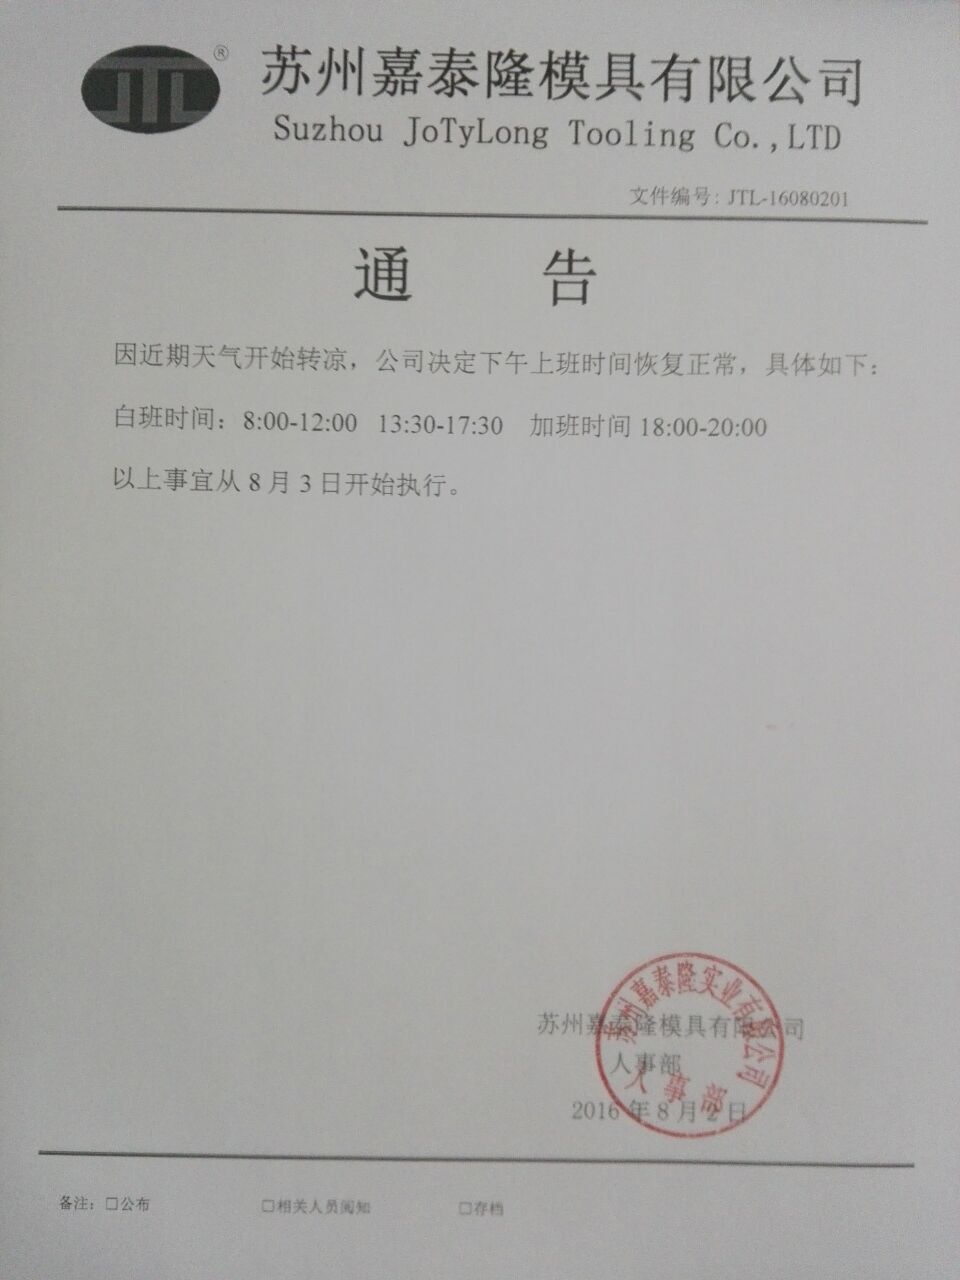 JTL®
苏州嘉泰隆模具有限公司
Suzhou JoTyLong Tooling Co.,LTD
文件编号: JTL-16080201
通 告
因近期天气开始转凉，公司决定下午上班时间恢复正常，具体如下：
白班时间：8:00-12:00 13:30-17:30 加班时间 18:00-20:00
以上事宜从 8 月 3 日开始执行。
苏州嘉泰隆模具有限公司
人事部
2016 年 8 月 2 日
苏州嘉泰隆实业有限公司
人事部
备注：□公布 □相关人员阅知 □存档